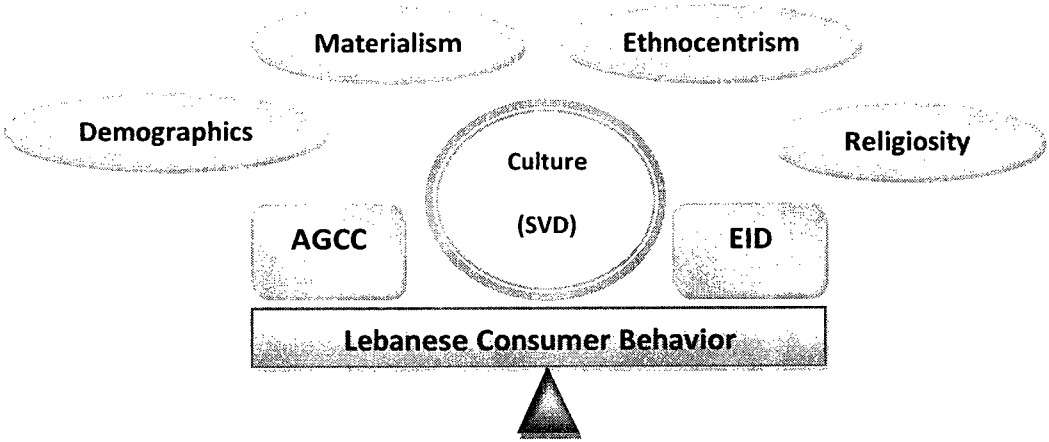 Materialism
Ethnocentrism
Demographics
Religiosity
Culture
(SVD)
AGCC
EID
Lebanese Consumer Behavior